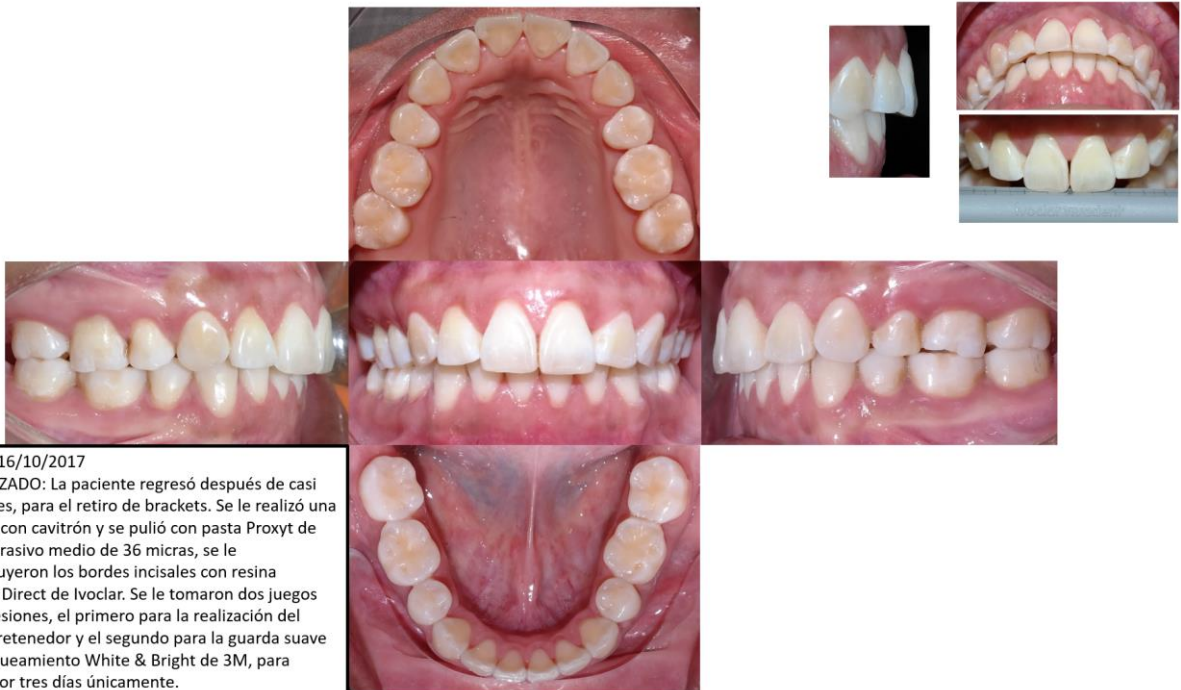 16/10/2017
ZADO: La paciente regresó después de casi
es, para el retiro de brackets. Se le realizó una
con cavitrón y se pulió con pasta Proxyt de
rasivo medio de 36 micras, se le
uyeron los bordes incisales con resina
Direct de Ivoclar. Se le tomaron dos juegos
esiones, el primero para la realización del
retenedor y el segundo para la guarda suave
ueamiento White & Bright de 3M, para
or tres días únicamente.